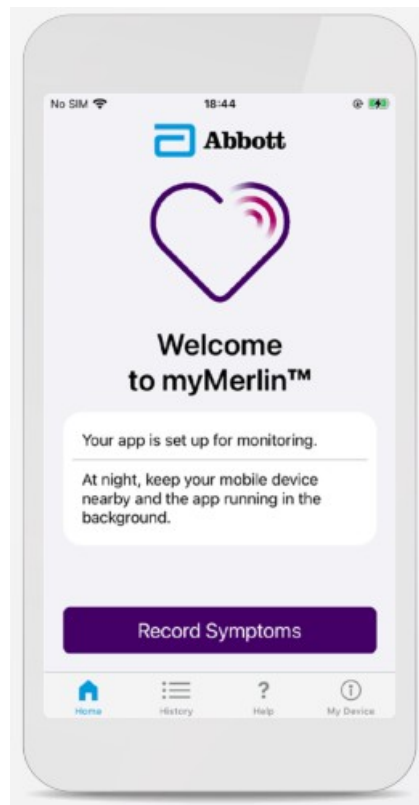 No SIM 18:44
Abbott
Welcome
to myMerlin™
Your app is set up for monitoring.
At night, keep your mobile device
nearby and the app running in the
background.
Record Symptoms
Home History ? Help i My Device